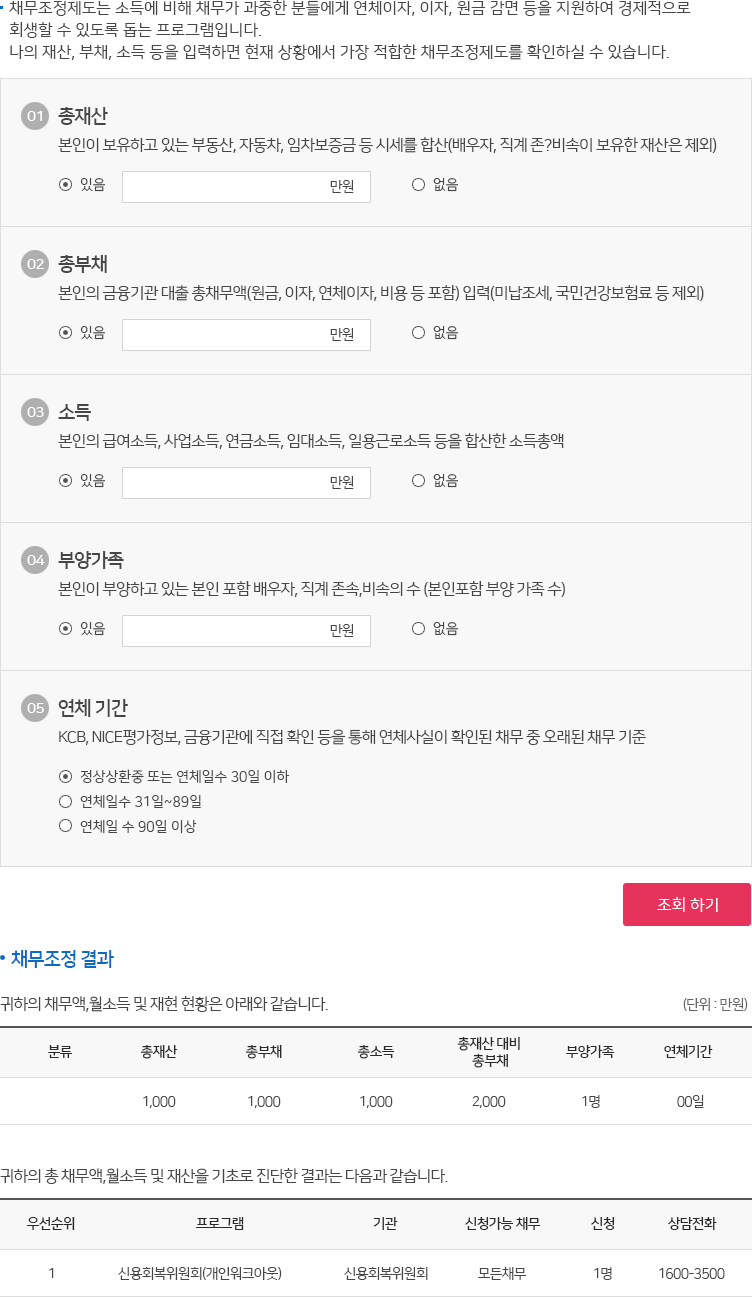 채무조정제도는 소득에 비해 채무가 과중한 분들에게 연체이자, 이자, 원금 감면 등을 지원하여 경제적으로
회생할 수 있도록 돕는 프로그램입니다.
나의 재산, 부채, 소득 등을 입력하면 현재 상황에서 가장 적합한 채무조정제도를 확인하실 수 있습니다.
01 총재산
본인이 보유하고 있는 부동산, 자동차, 임차보증금 등 시세를 합산(배우자, 직계 존?비속이 보유한 재산은 제외)
있음 만원 없음
02 총부채
본인의 금융기관 대출 총채무액(원금, 이자, 연체이자, 비용 등 포함) 입력(미납조세, 국민건강보험료 등 제외)
있음 만원 없음
03 소득
본인의 급여소득, 사업소득, 연금소득, 임대소득, 일용근로소득 등을 합산한 소득총액
있음 만원 없음
04 부양가족
본인이 부양하고 있는 본인 포함 배우자, 직계 존속,비속의 수 (본인포함 부양 가족 수)
있음 만원 없음
05 연체 기간
KCB, NICE평가정보, 금융기관에 직접 확인 등을 통해 연체사실이 확인된 채무 중 오래된 채무 기준
정상상환중 또는 연체일수 30일 이하
연체일수 31일~89일
연체일 수 90일 이상
조회 하기
채무조정 결과
귀하의 채무액,월소득 및 재현 현황은 아래와 같습니다. (단위 : 만원)
분류 총재산 총부채 총소득 총재산 대비 총부채 부양가족 연체기간
1,000 1,000 1,000 2,000 1명 00일
귀하의 총 채무액,월소득 및 재산을 기초로 진단한 결과는 다음과 같습니다.
우선순위 프로그램 기관 신청가능 채무 신청 상담전화
1 신용회복위원회(개인워크아웃) 신용회복위원회 모든채무 1명 1600-3500